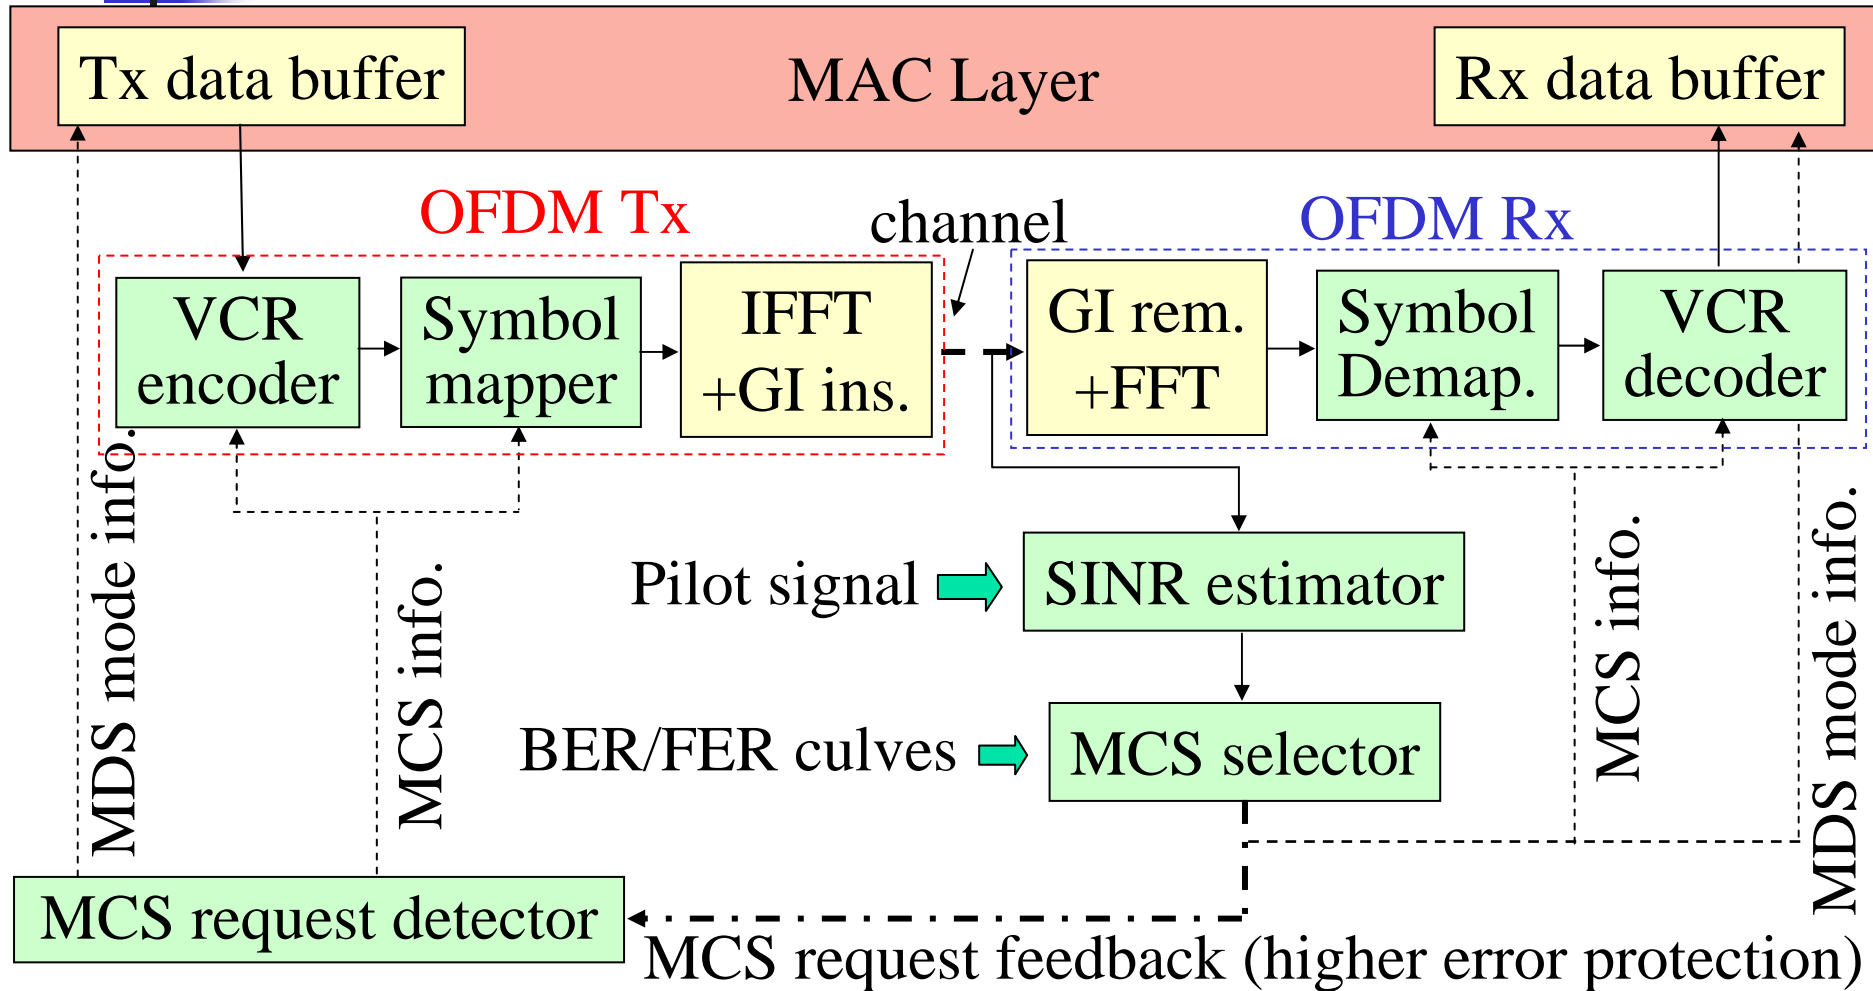 Tx data buffer
MAC Layer
Rx data buffer
OFDM Tx
channel
OFDM Rx
VCR
encoder
Symbol
mapper
IFFT
+GI ins.
GI rem.
+FFT
Symbol
Demap.
VCR
decoder
MDS mode info.
MCS info.
Pilot signal
SINR estimator
MCS info.
MDS mode info.
BER/FER culves
MCS selector
MCS request detector
MCS request feedback (higher error protection)